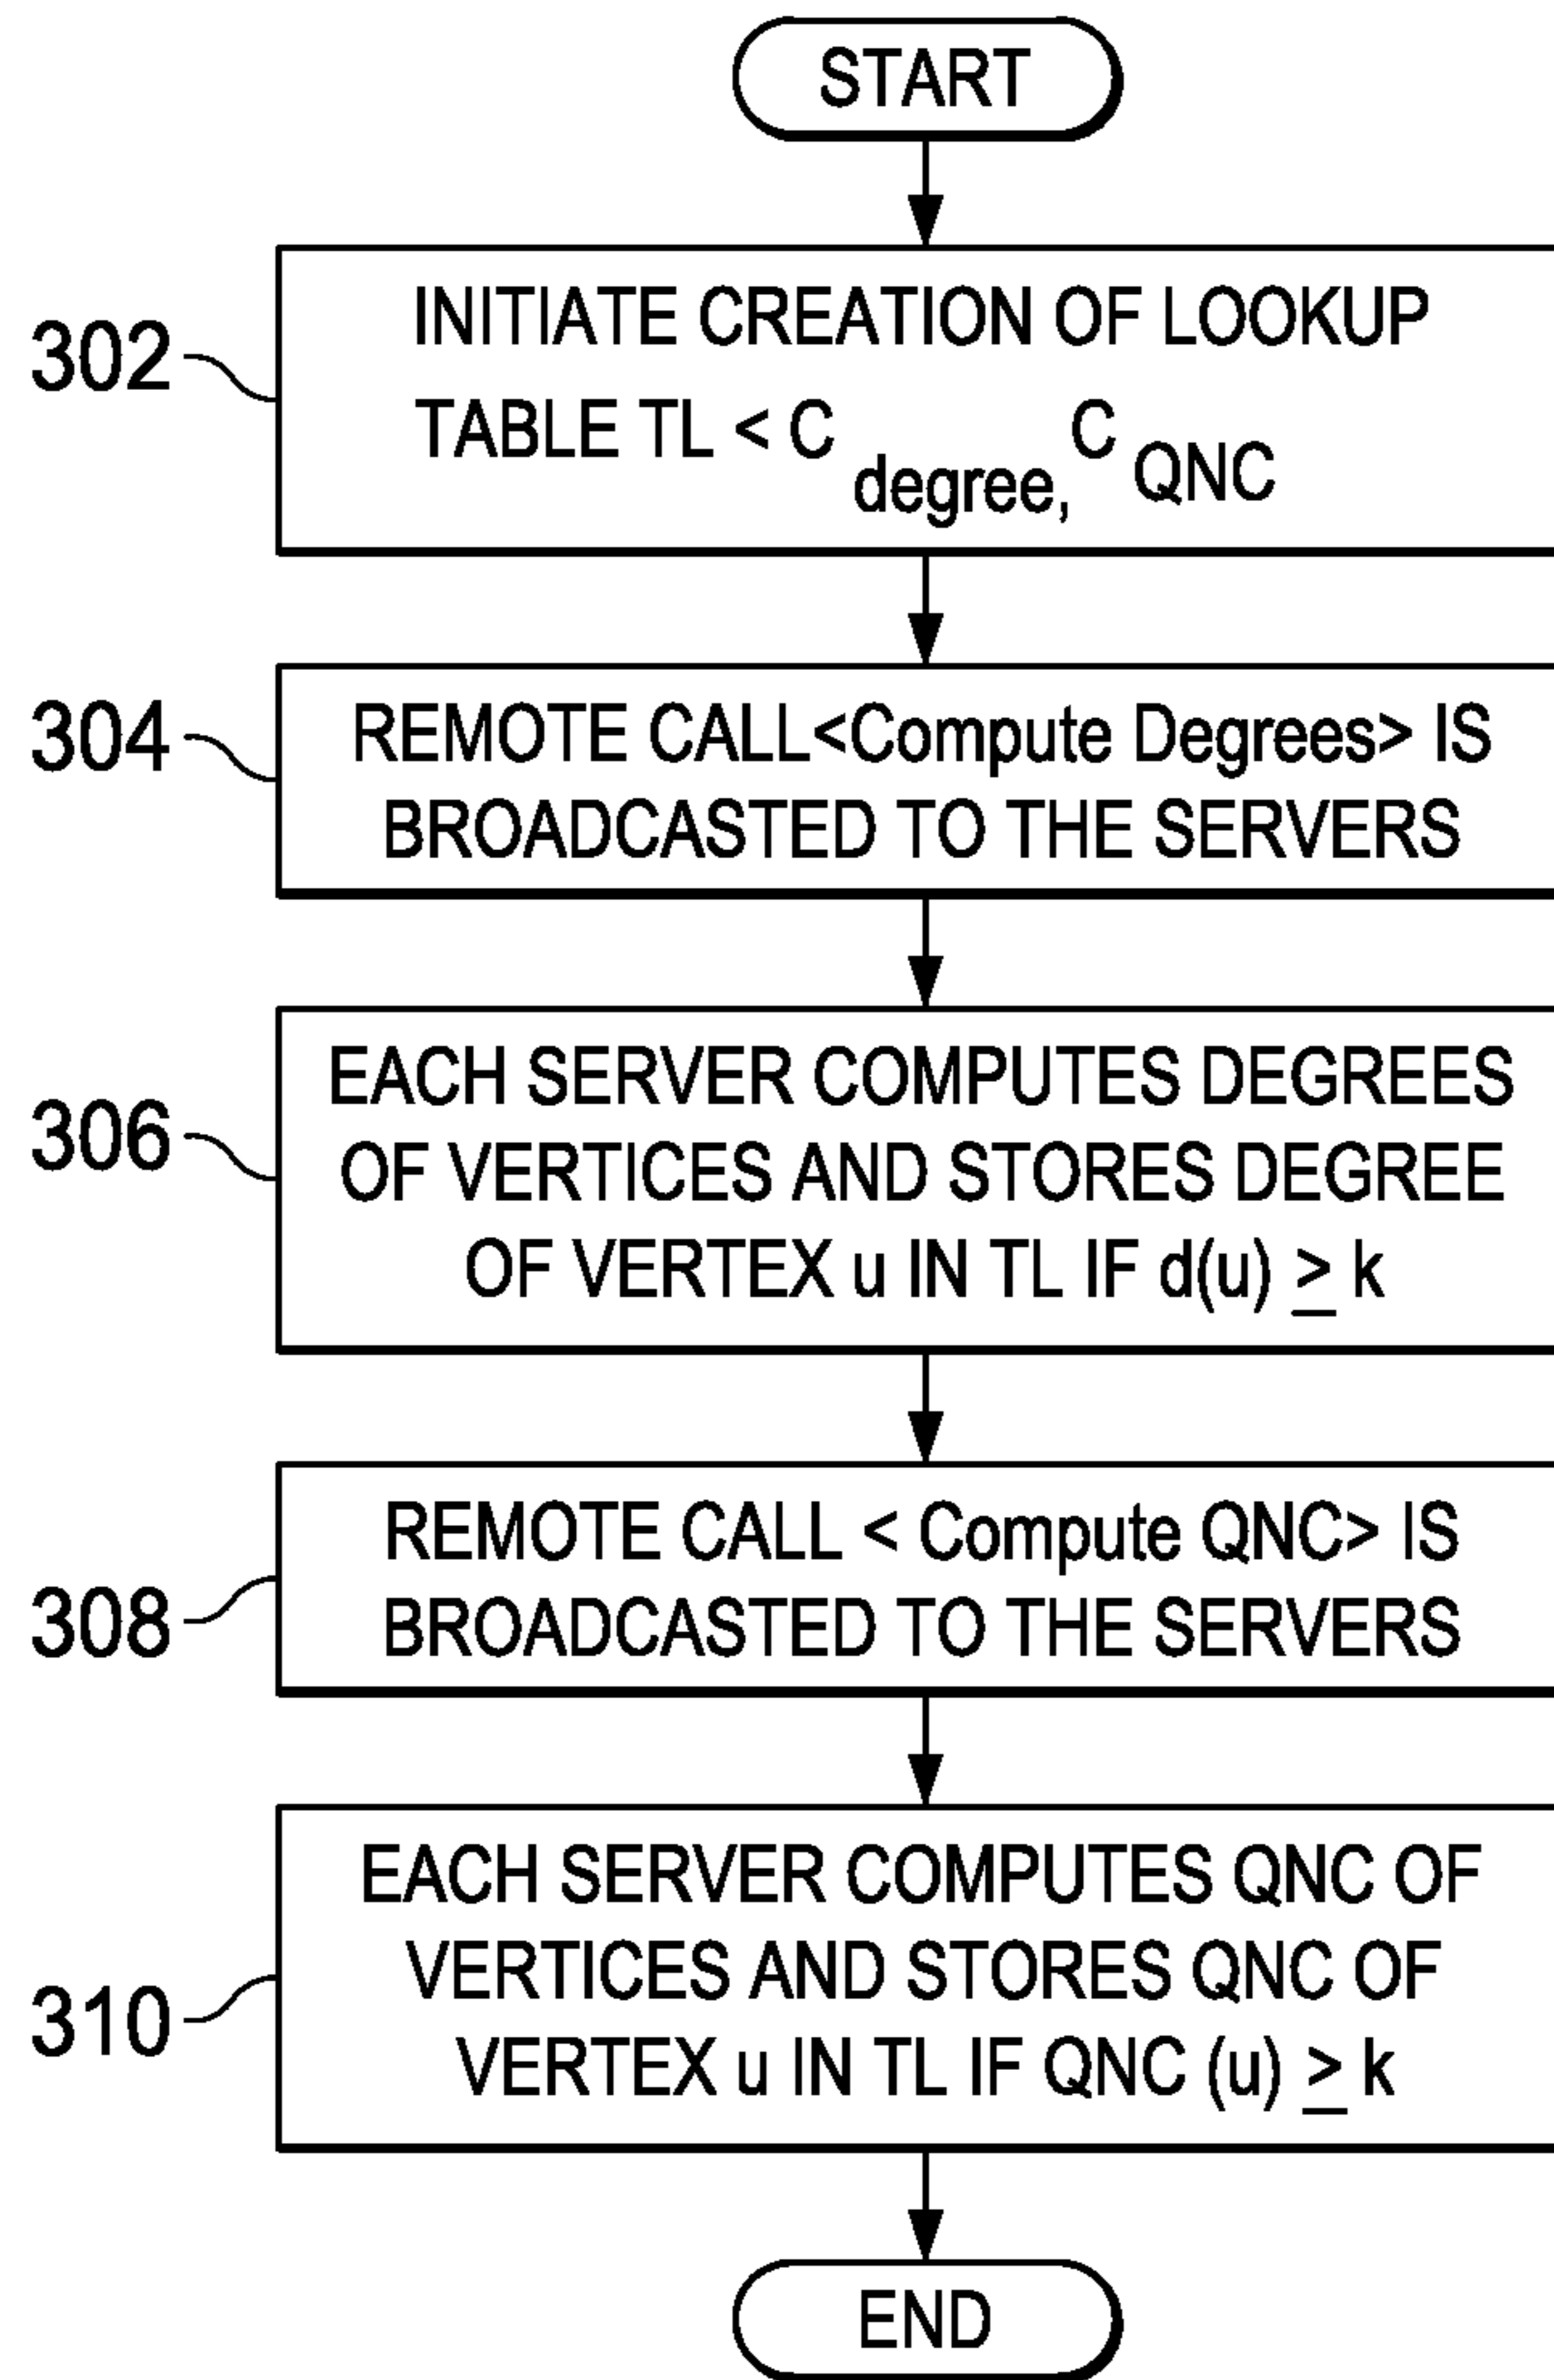 START
302
INITIATE CREATION OF LOOKUP
TABLE TL < C degree, C QNC
304
REMOTE CALL<Compute Degrees> IS
BROADCASTED TO THE SERVERS
306
EACH SERVER COMPUTES DEGREES
OF VERTICES AND STORES DEGREE
OF VERTEX u IN TL IF d(u) ≥ k
308
REMOTE CALL < Compute QNC> IS
BROADCASTED TO THE SERVERS
310
EACH SERVER COMPUTES QNC OF
VERTICES AND STORES QNC OF
VERTEX u IN TL IF QNC (u) ≥ k
END